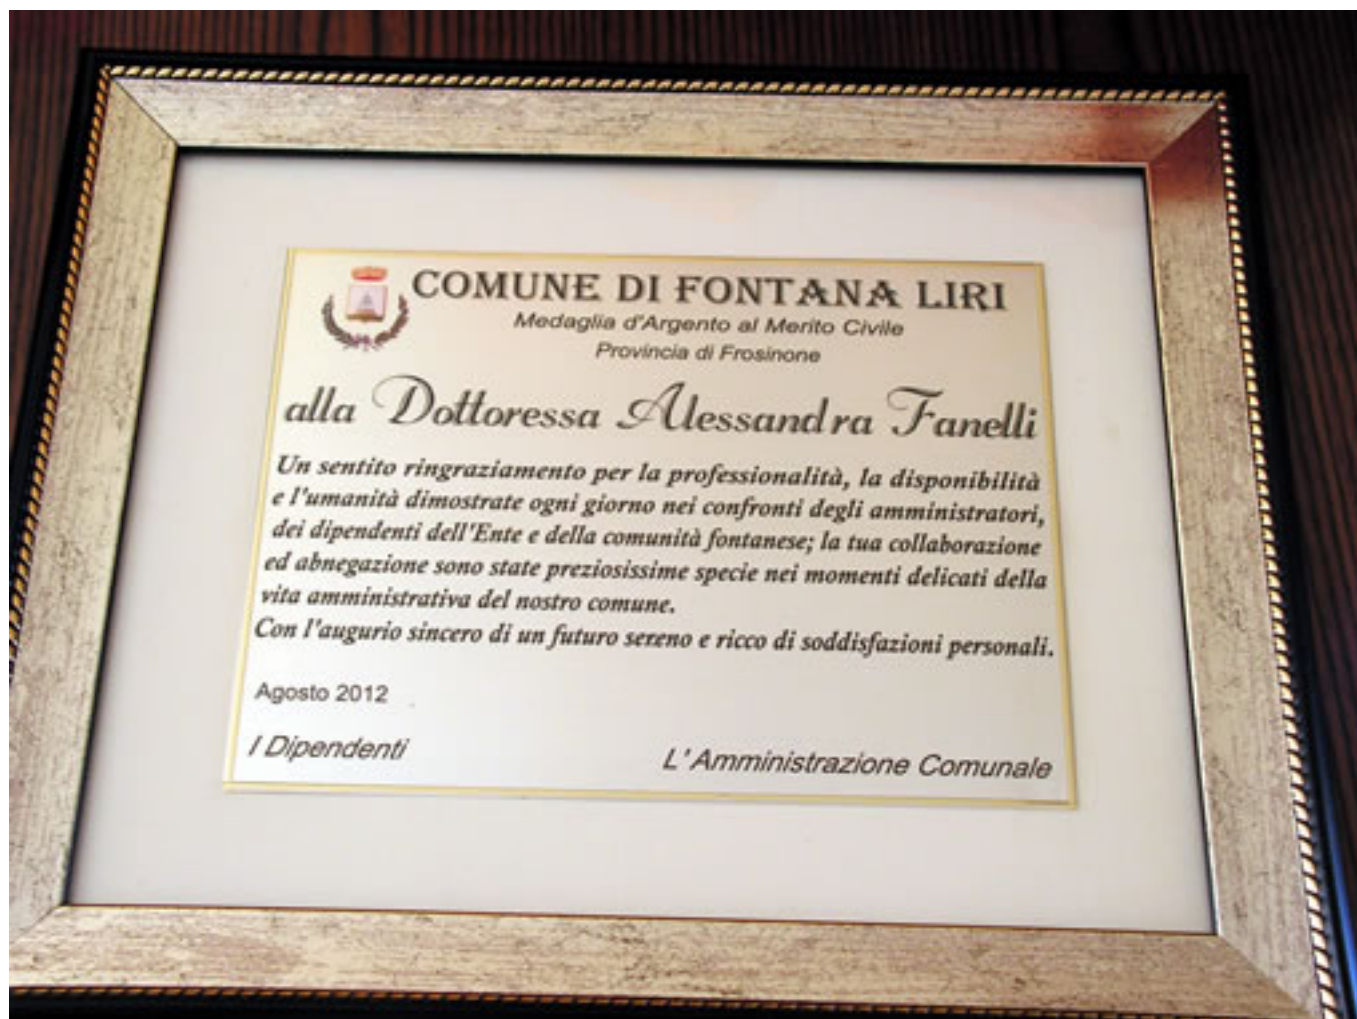 COMUNE DI FONTANA LIRI
Medaglia d'Argento al Merito Civile
Provincia di Frosinone
alla Dottoressa Alessandra Fanelli
Un sentito ringraziamento per la professionalità, la disponibilità
e l'umanità dimostrate ogni giorno nei confronti degli amministratori,
dei dipendenti dell'Ente e della comunità fontanese; la tua collaborazione
ed abnegazione sono state preziosissime specie nei momenti delicati della
vita amministrativa del nostro comune.
Con l'augurio sincero di un futuro sereno e ricco di soddisfazioni personali.
Agosto 2012
I Dipendenti
L' Amministrazione Comunale